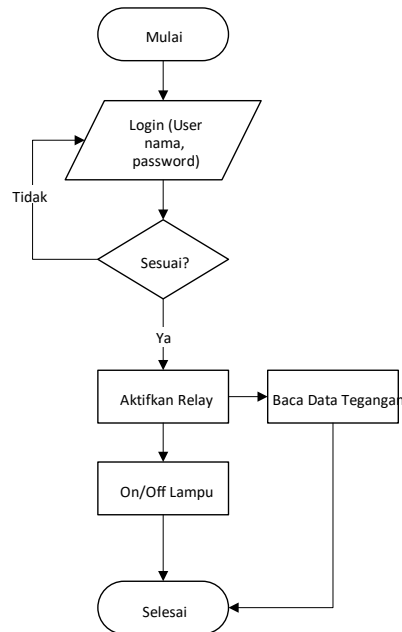 Mulai
Login (User
nama,
password)
Tidak
Sesuai?
Ya
Aktifkan Relay
Baca Data Tegangan
On/Off Lampu
Selesai